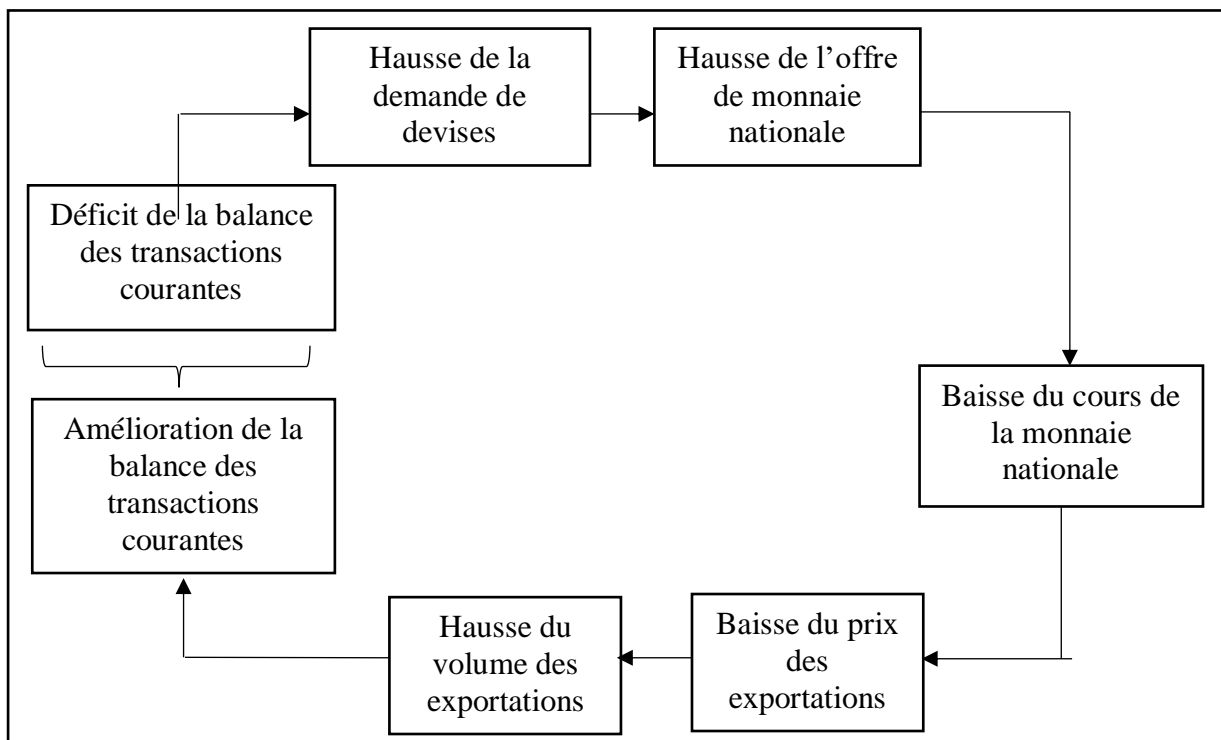 Hausse de la
demande de
devises
Hausse de l’offre
de monnaie
nationale
Déficit de la balance
des transactions
courantes
Baisse du cours de
la monnaie
nationale
Amélioration de la
balance des
transactions
courantes
Hausse du
volume des
exportations
Baisse du prix
des
exportations